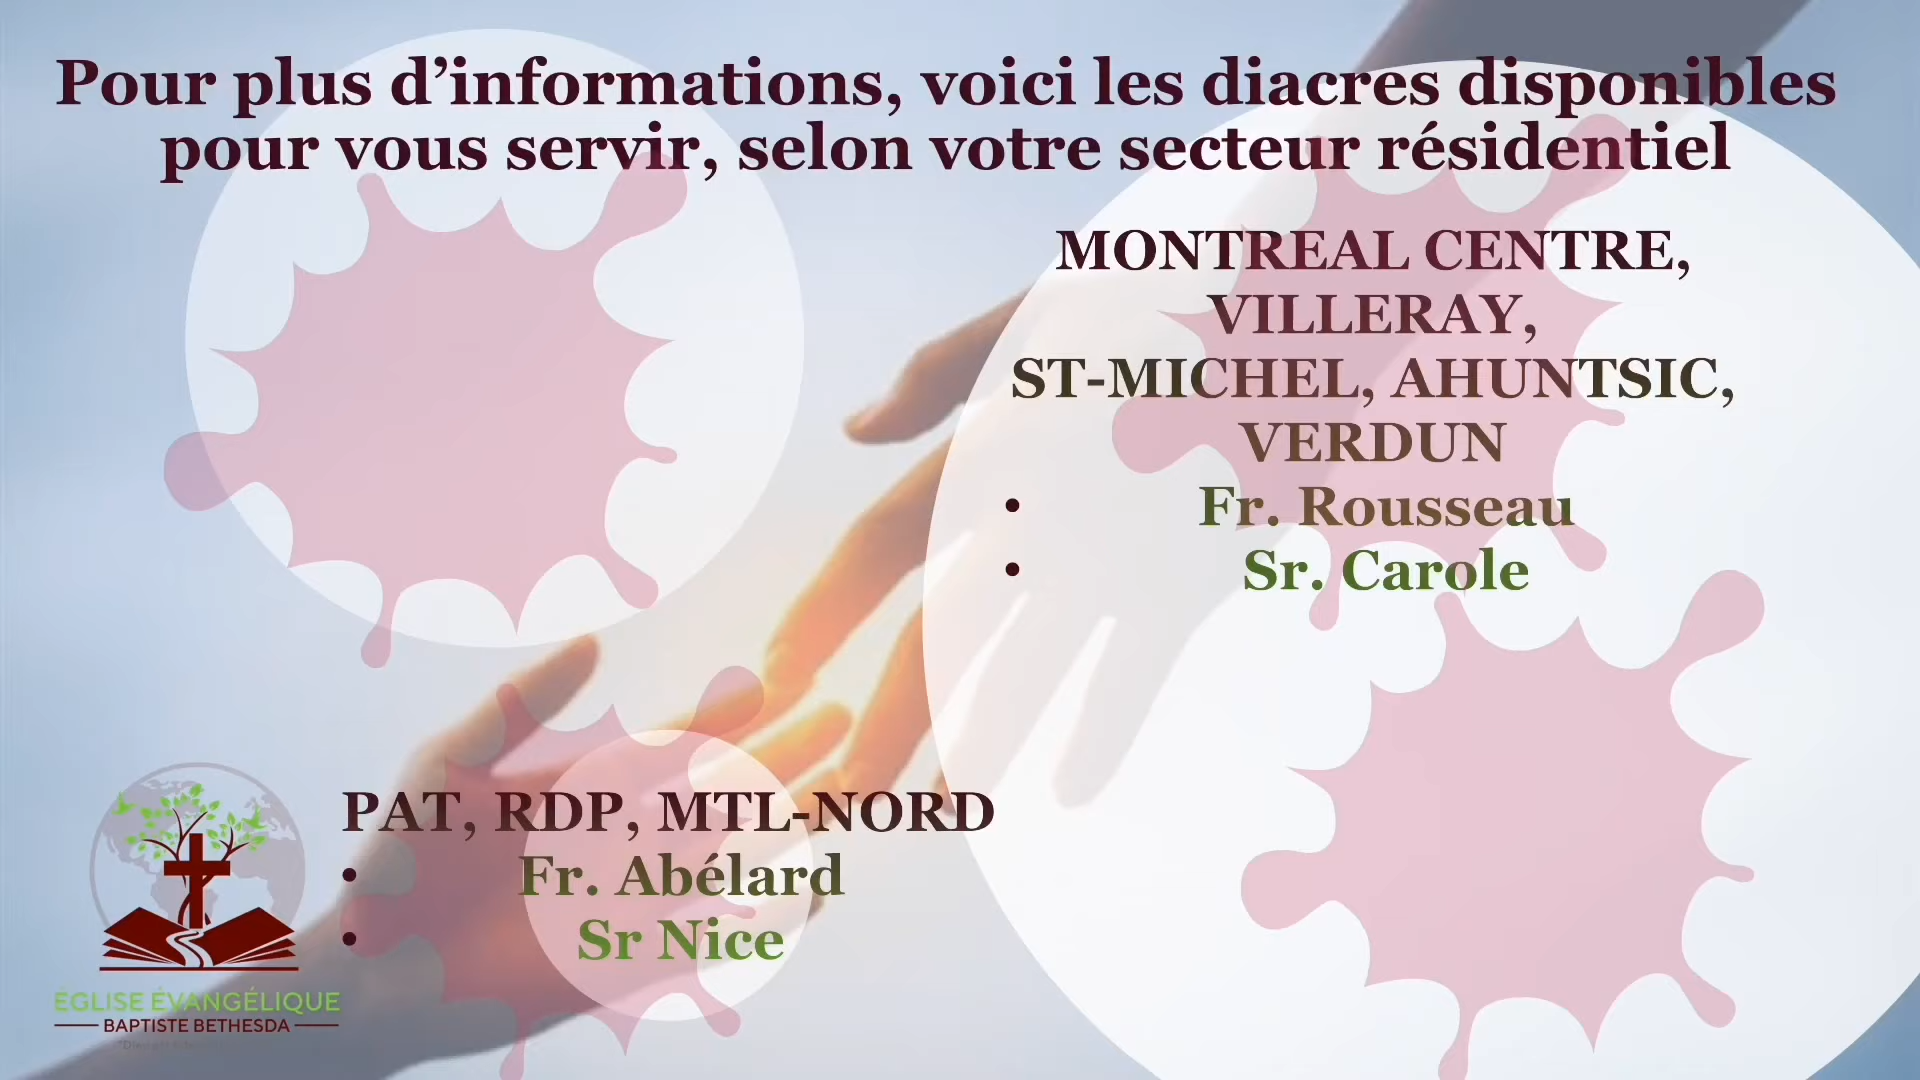 Pour plus d’informations, voici les diacres disponibles
pour vous servir, selon votre secteur résidentiel
MONTREAL CENTRE,
VILLERAY,
ST-MICHEL, AHUNTSIC,
VERDUN
• Fr. Rousseau
• Sr. Carole
PAT, RDP, MTL-NORD
• Fr. Abélard
• Sr Nice
ÉGLISE ÉVANGÉLIQUE
BAPTISTE BETHESDA